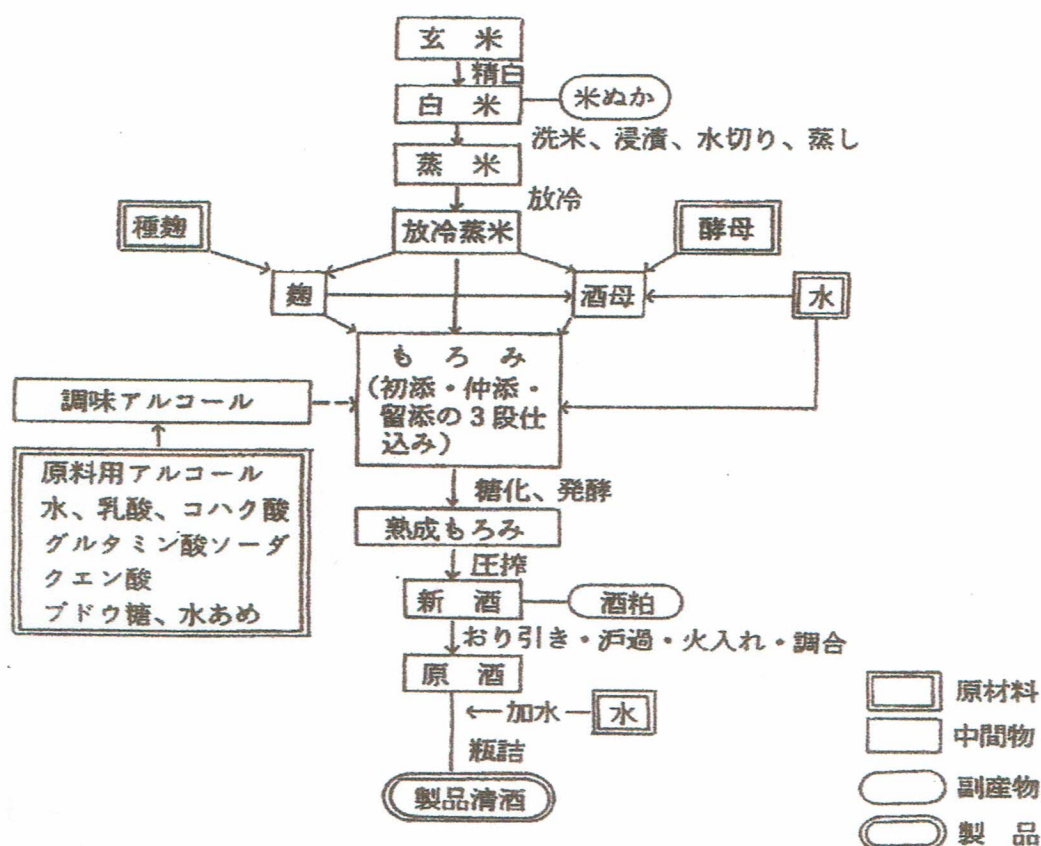 玄 米
精白
白 米
米ぬか
洗米、浸漬、水切り、蒸し
蒸 米
放冷
種麹
放冷蒸米
酵母
麹
酒母
水
も ろ み
(初添・仲添・
留添の3段仕
込み)
調味アルコール
原料用アルコール
水、乳酸、コハク酸
グルタミン酸ソーダ
クエン酸
ブドウ糖、水あめ
糖化、発酵
熟成もろみ
圧搾
新 酒
酒粕
おり引き・沪過・火入れ・調合
原 酒
加水
水
瓶詰
製品清酒
原材料
中間物
副産物
製 品